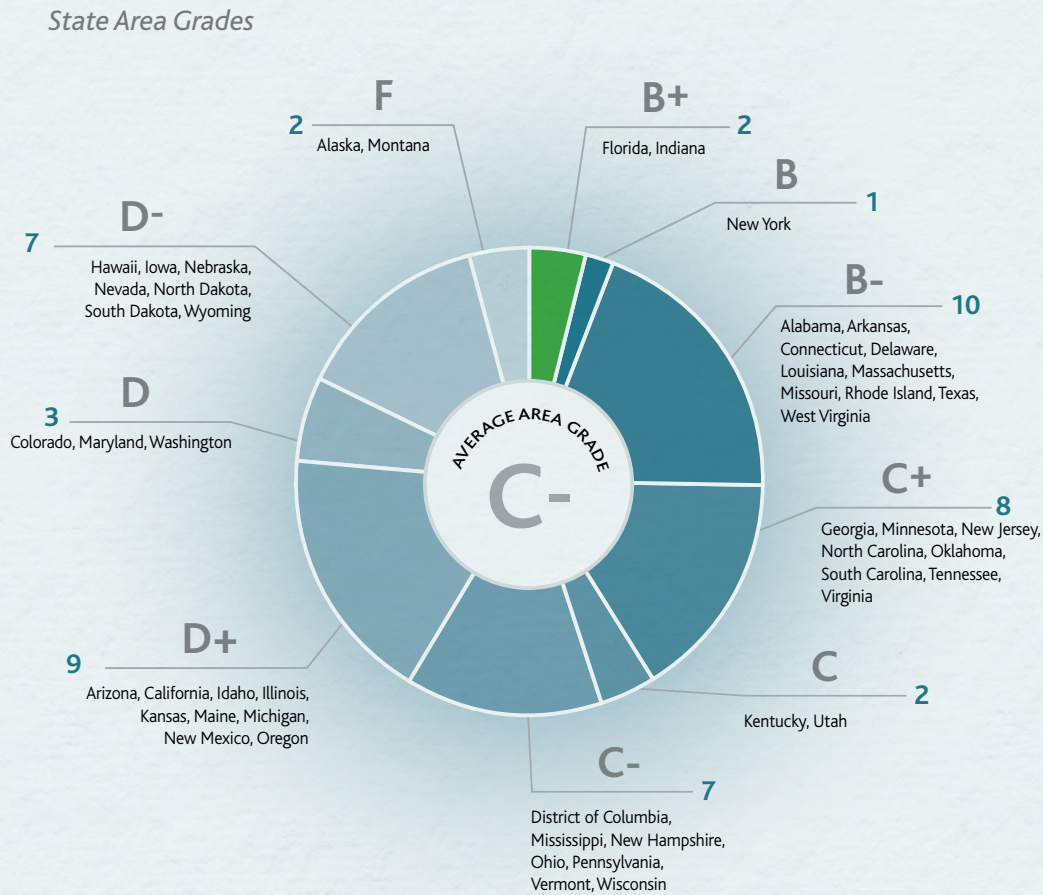 State Area Grades
F
2
Alaska, Montana
B+
2
Florida, Indiana
B
1
New York
B-
10
Alabama, Arkansas,
Connecticut, Delaware,
Louisiana, Massachusetts,
Missouri, Rhode Island, Texas,
West Virginia
C+
8
Georgia, Minnesota, New Jersey,
North Carolina, Oklahoma,
South Carolina, Tennessee,
Virginia
C
2
Kentucky, Utah
C-
7
District of Columbia,
Mississippi, New Hampshire,
Ohio, Pennsylvania,
Vermont, Wisconsin
D+
9
Arizona, California, Idaho, Illinois,
Kansas, Maine, Michigan,
New Mexico, Oregon
D
3
Colorado, Maryland, Washington
D-
7
Hawaii, Iowa, Nebraska,
Nevada, North Dakota,
South Dakota, Wyoming
AVERAGE AREA GRADE
C-